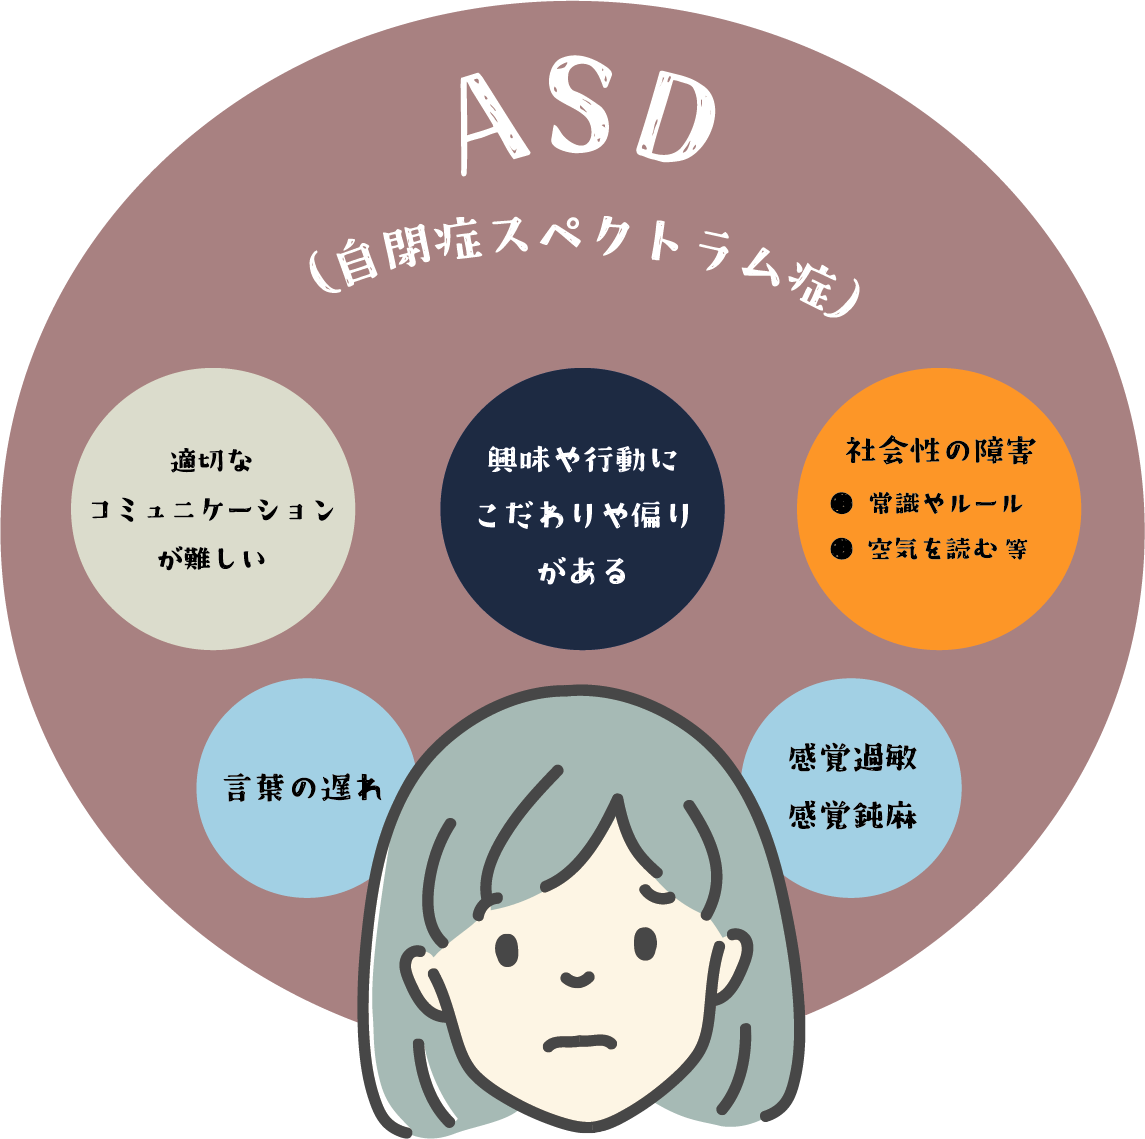 ASD
(自閉症スペクトラム症)
適切な
コミュニケーション
が難しい
興味や行動に
こだわりや偏り
がある
社会性の障害
● 常識やルール
● 空気を読む 等
言葉の遅れ
感覚過敏
感覚鈍麻